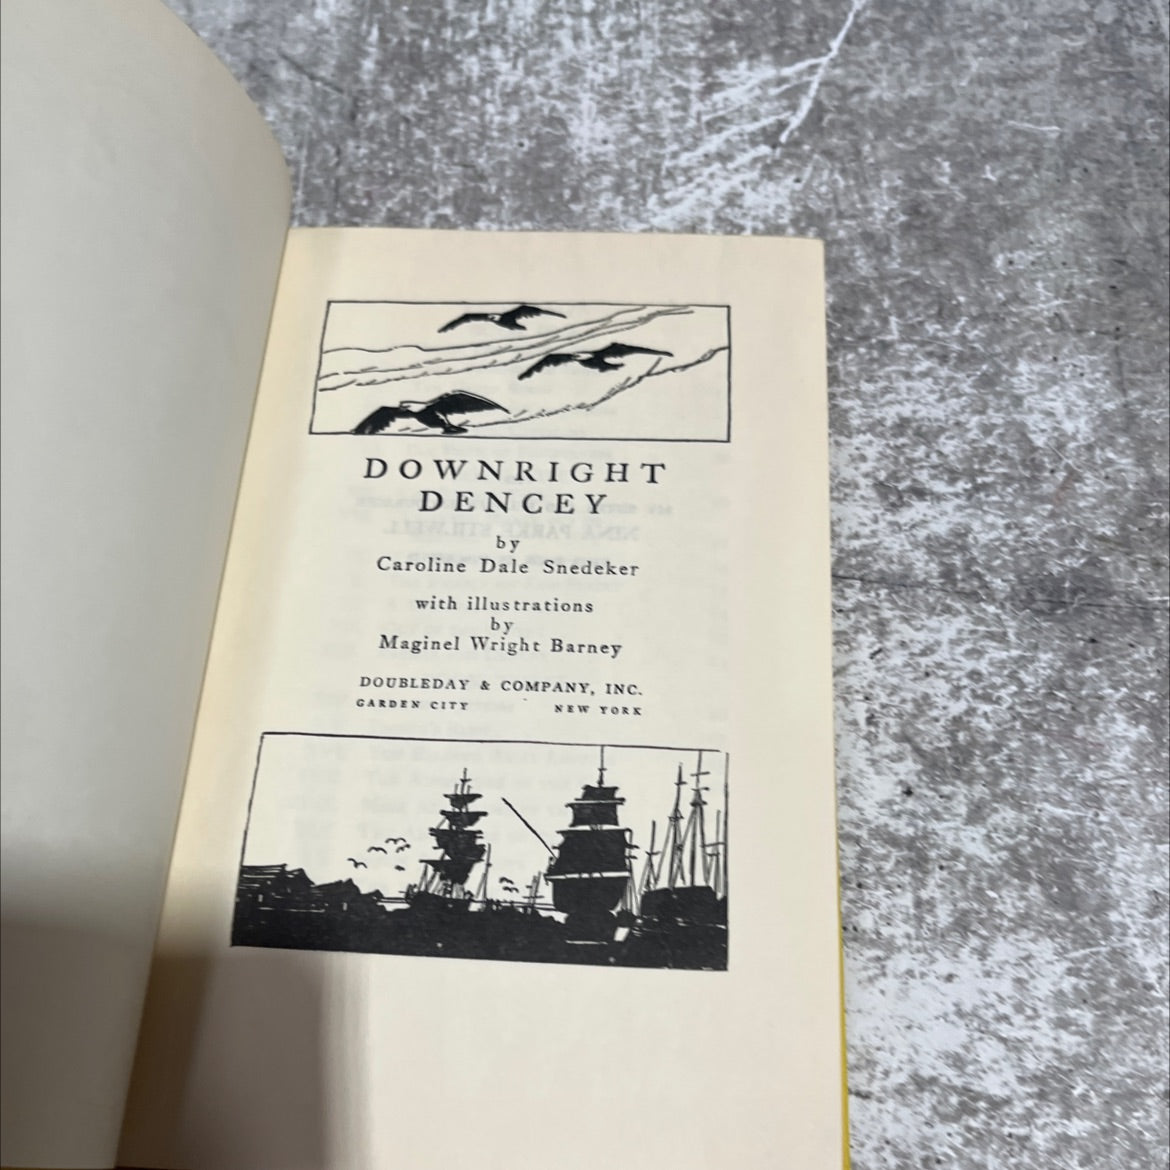 DOWNRIGHT
DENCEY
by
Caroline Dale Snedeker
with illustrations
by
Maginel Wright Barney
DOUBLEDAY & COMPANY, INC.
GARDEN CITY NEW YORK